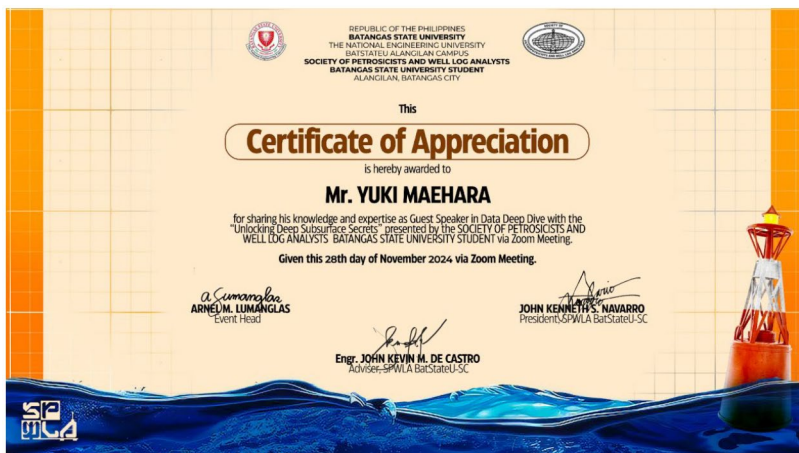 REPUBLIC OF THE PHILIPPINES
BATANGAS STATE UNIVERSITY
THE NATIONAL ENGINEERING UNIVERSITY
BATSTATEU ALANGILAN CAMPUS
SOCIETY OF PETROSICISTS AND WELL LOG ANALYSTS
BATANGAS STATE UNIVERSITY STUDENT
ALANGILAN, BATANGAS CITY
This
Certificate of Appreciation
is hereby awarded to
Mr. YUKI MAEHARA
for sharing his knowledge and expertise as Guest Speaker in Data Deep Dive with the
"Unlocking Deep Subsurface Secrets" presented by the SOCIETY OF PETROSICISTS AND
WELL LOG ANALYSTS BATANGAS STATE UNIVERSITY STUDENT via Zoom Meeting.
Given this 28th day of November 2024 via Zoom Meeting.
ARNEL M. LUMANGLAS
Event Head
JOHN KENNETH S. NAVARRO
President, SPWLA BatStateU-SC
Engr. JOHN KEVIN M. DE CASTRO
Adviser, SPWLA BatStateU-SC
SP
WLA